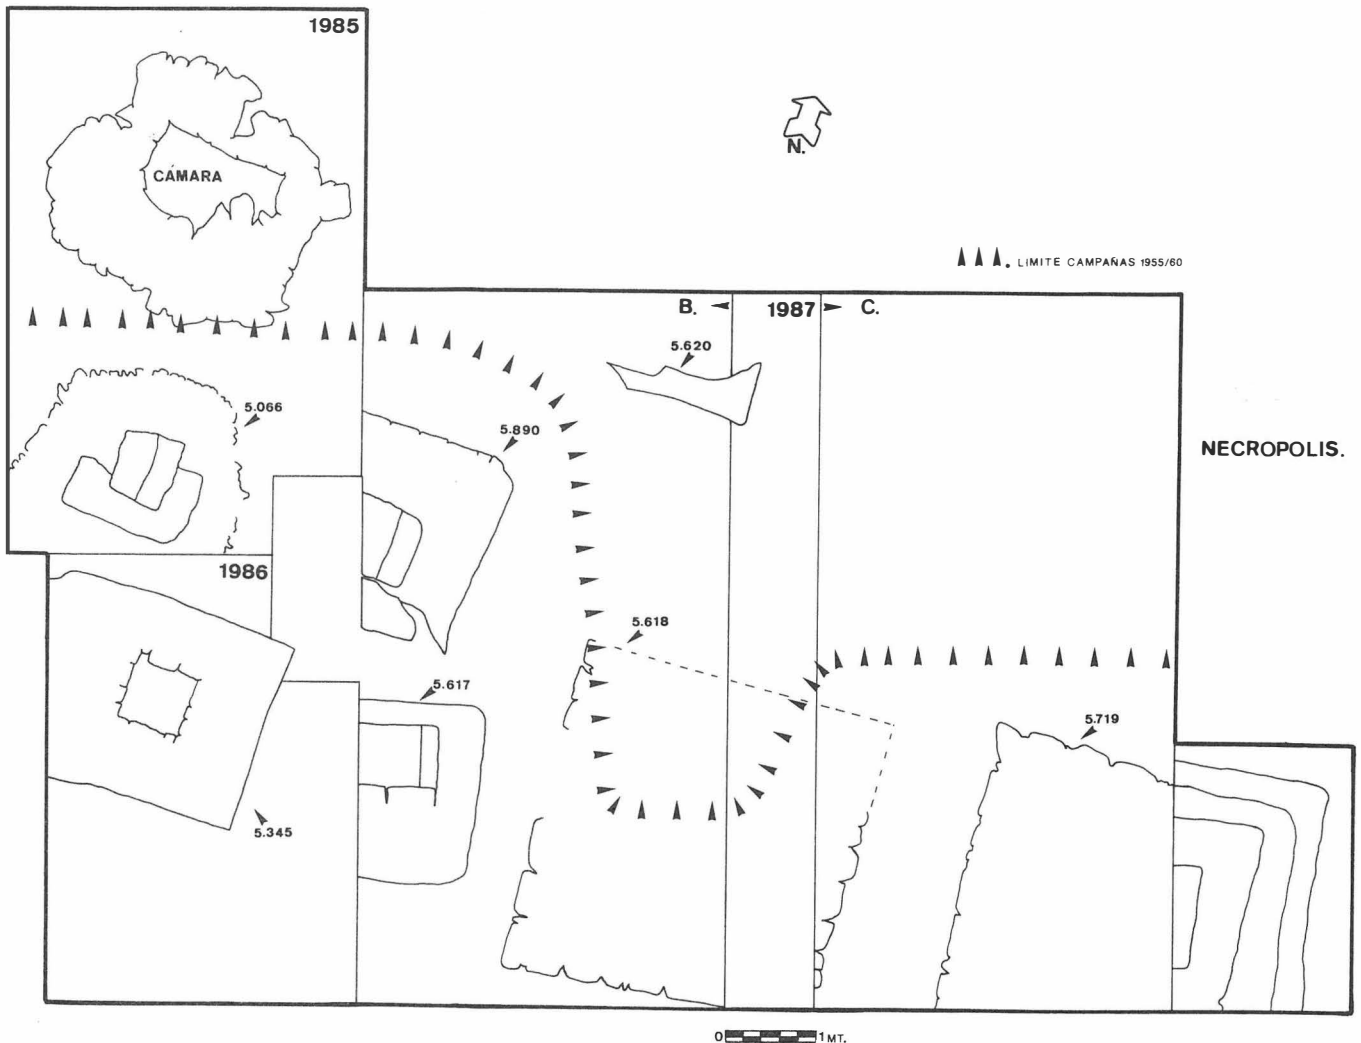 1985
CÁMARA
N.
LIMITE CAMPAÑAS 1955/60
B. 1987 C.
5.620
5.066
5.890
NECROPOLIS.
1986
5.618
5.617
5.719
5.345
0 1 MT.